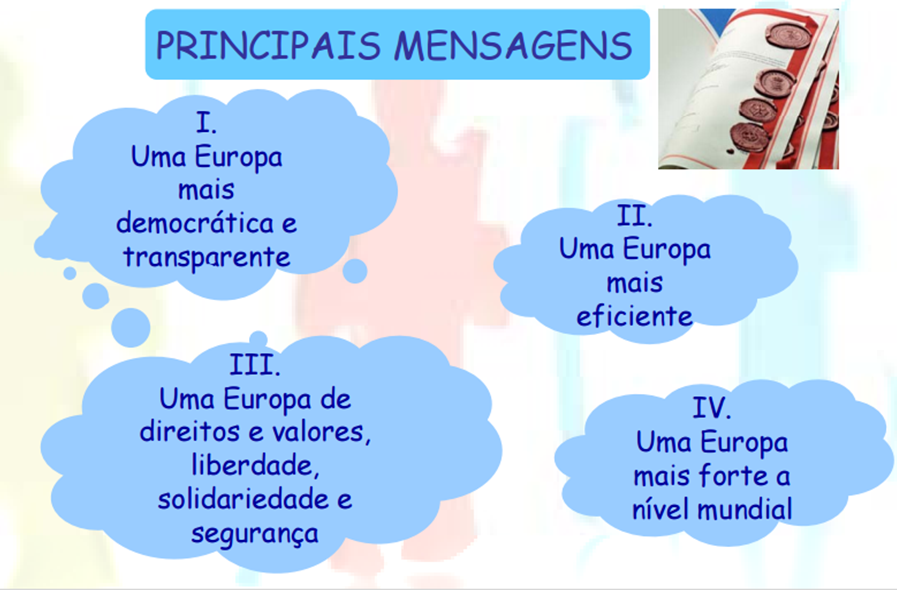 PRINCIPAIS MENSAGENS
I.
Uma Europa
mais
democrática e
transparente
II.
Uma Europa
mais
eficiente
III.
Uma Europa de
direitos e valores,
liberdade,
solidariedade e
segurança
IV.
Uma Europa
mais forte a
nível mundial